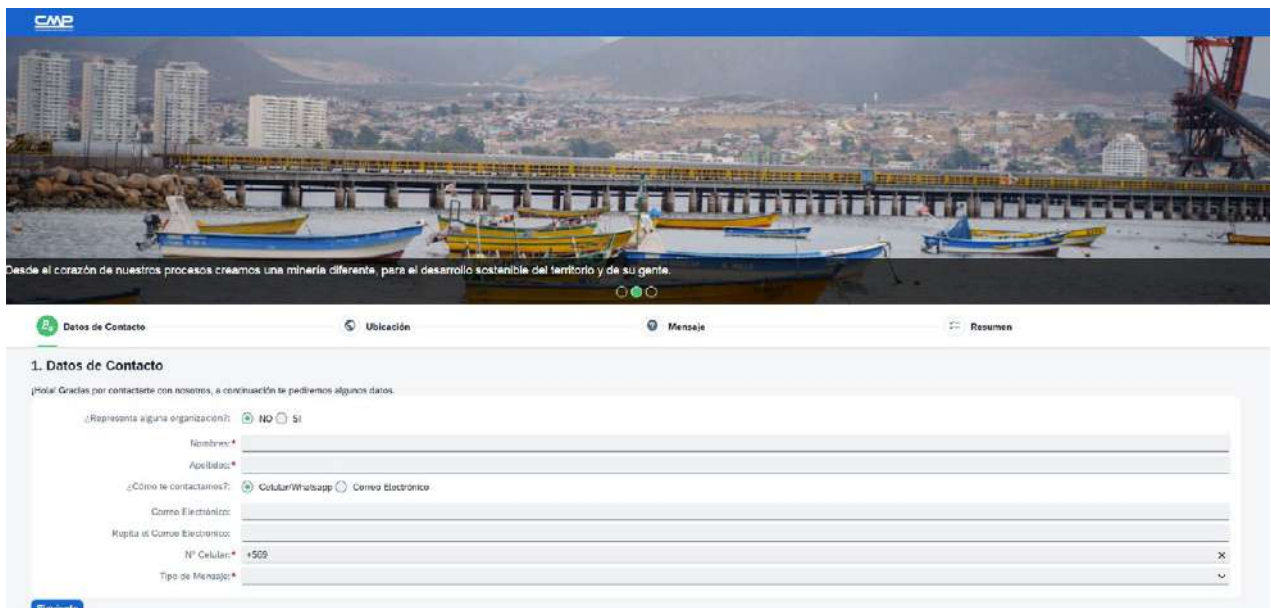 CMP
Desde el corazón de nuestros procesos creamos una minería diferente, para el desarrollo sostenible del territorio y de su gente.
Datos de Contacto
Ubicación
Mensaje
Resumen
1. Datos de Contacto
¡Hola! Gracias por contactarte con nosotros, a continuación te pediremos algunos datos.
¿Representa alguna organización?: NO SI
Nombres:*
Apellidos:*
¿Cómo te contactamos?: Celular/Whatsapp Correo Electrónico
Correo Electrónico:
Repita el Correo Electrónico:
N° Celular:* +569
Tipo de Mensaje:*
Siguiente